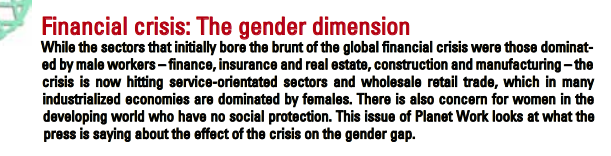 Financial crisis: The gender dimension
While the sectors that initially bore the brunt of the global financial crisis were those dominat-
ed by male workers – finance, insurance and real estate, construction and manufacturing – the
crisis is now hitting service-orientated sectors and wholesale retail trade, which in many
industrialized economies are dominated by females. There is also concern for women in the
developing world who have no social protection. This issue of Planet Work looks at what the
press is saying about the effect of the crisis on the gender gap.